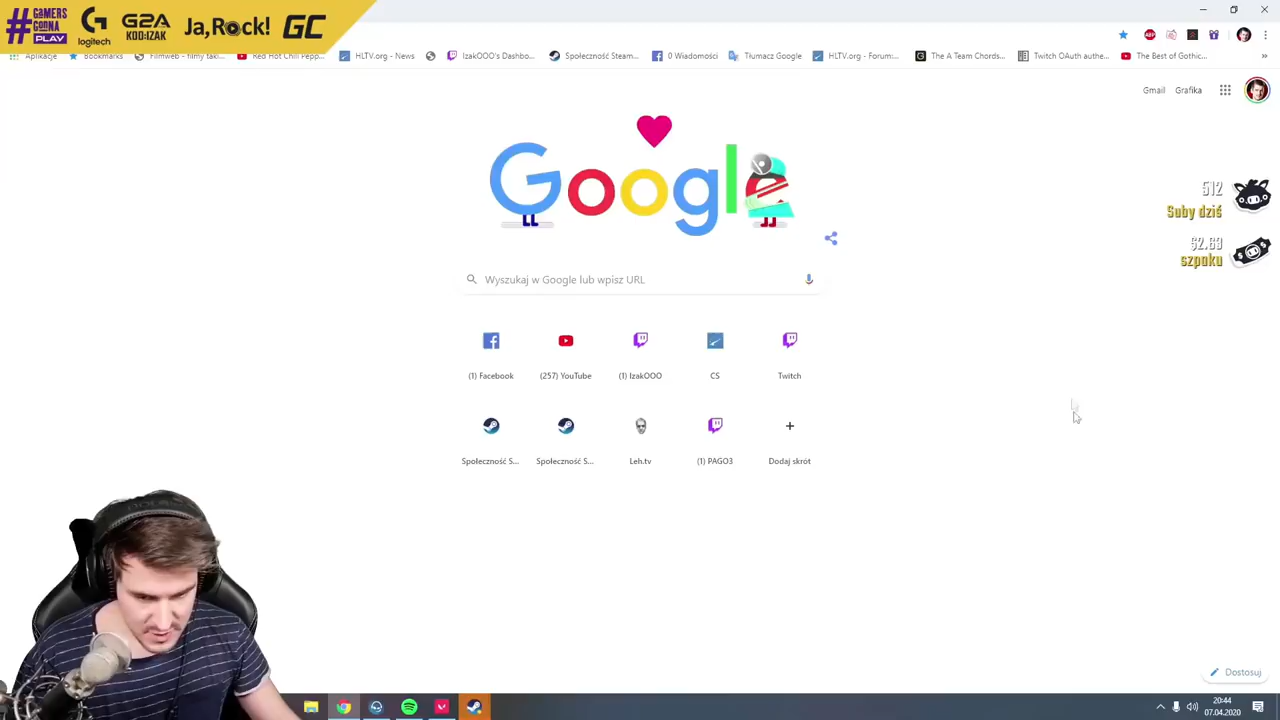 #GAMERS
GONNA
PLAY
logitech
G2A
KOD:IZAK
Ja,Rock!
GC
Aplikacje
Bookmarks
Filmweb - filmy taki...
Red Hot Chili Pepp...
HLTV.org - News
IzakOOO's Dashbo...
Społeczność Steam...
0 Wiadomości
Tłumacz Google
HLTV.org - Forum:...
The A Team Chords...
Twitch OAuth authe...
The Best of Gothic...
»
Gmail
Grafika
Google
512
Suby dziś
$2.69
szpaku
Wyszukaj w Google lub wpisz URL
(1) Facebook
(257) YouTube
(1) IzakOOO
CS
Twitch
Społeczność S...
Społeczność S...
Leh.tv
(1) PAGO3
Dodaj skrót
Dostosuj
20:44
07.04.2020